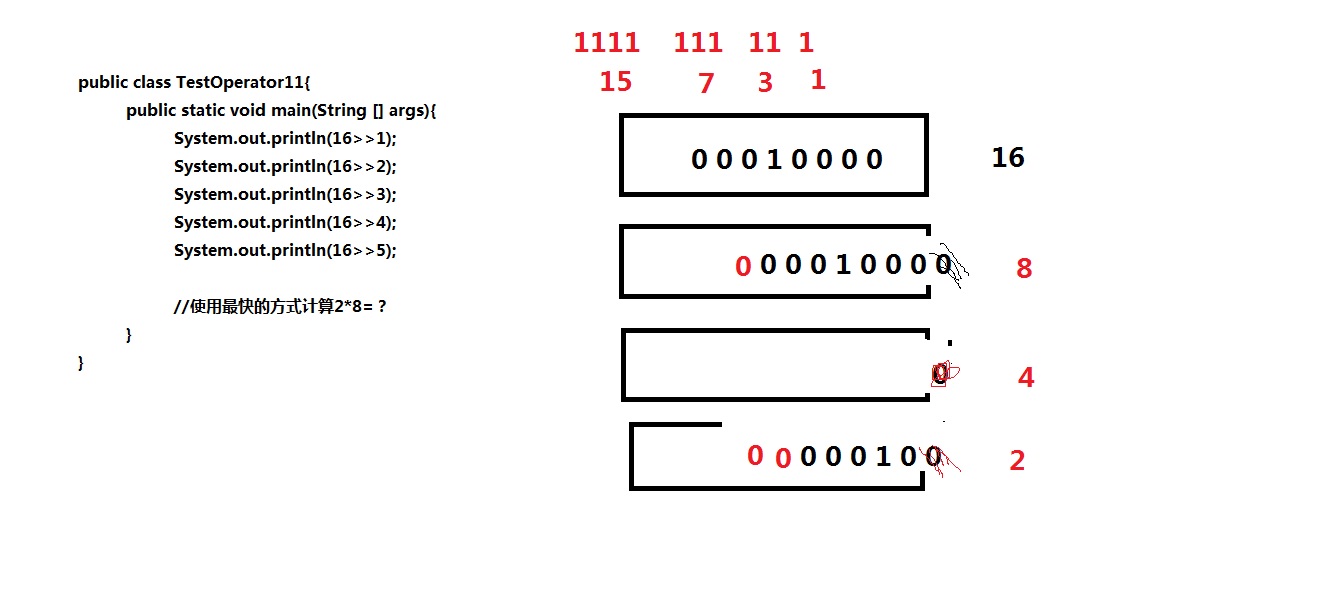 public class TestOperator11{
public static void main(String [] args){
System.out.println(16>>1);
System.out.println(16>>2);
System.out.println(16>>3);
System.out.println(16>>4);
System.out.println(16>>5);
//使用最快的方式计算2*8= ?
}
}
1111 111 11 1
15 7 3 1
0 0 0 1 0 0 0 0 16
0 0 0 0 1 0 0 0 0 8
0 4
0 0 0 0 0 1 0 0 2